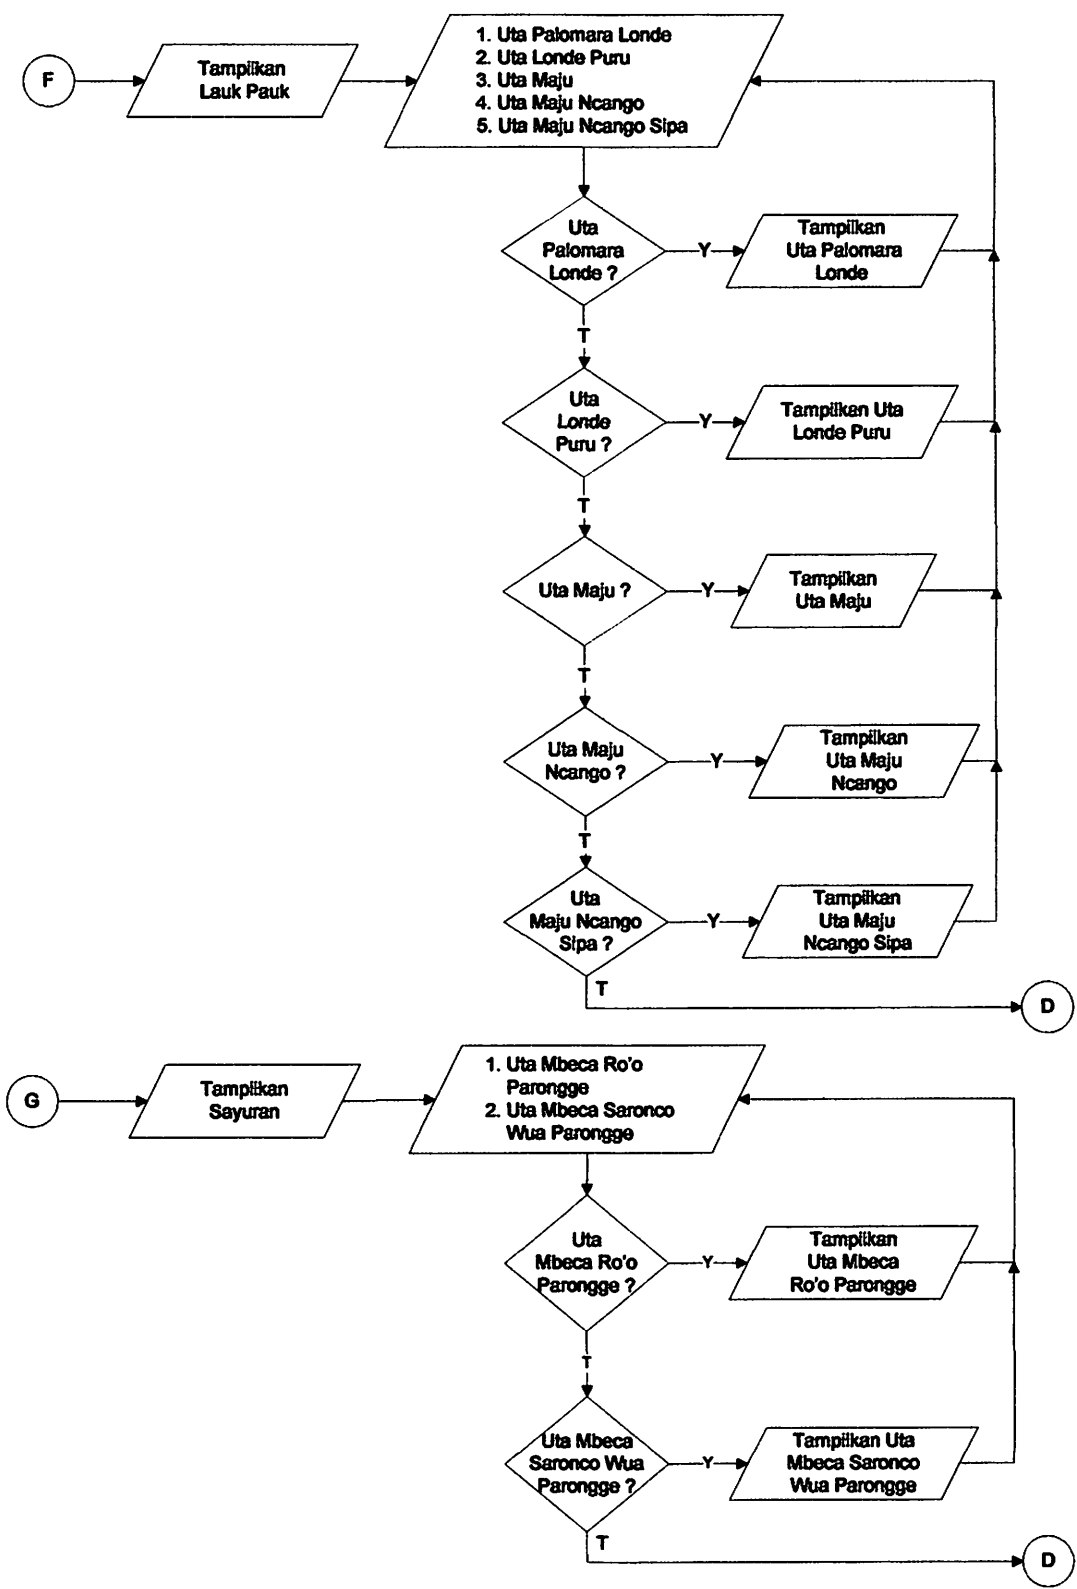 F
Tampilkan
Lauk Pauk
1. Uta Palomara Londe
2. Uta Londe Puru
3. Uta Maju
4. Uta Maju Ncango
5. Uta Maju Ncango Sipa
Uta
Palomara
Londe ?
Y
Tampilkan
Uta Palomara
Londe
T
Uta
Londe
Puru ?
Y
Tampilkan Uta
Londe Puru
T
Uta Maju ?
Y
Tampilkan
Uta Maju
T
Uta Maju
Ncango ?
Y
Tampilkan
Uta Maju
Ncango
T
Uta
Maju Ncango
Sipa ?
Y
Tampilkan
Uta Maju
Ncango Sipa
T
D
G
Tampilkan
Sayuran
1. Uta Mbeca Ro'o
Parongge
2. Uta Mbeca Saronco
Wua Parongge
Uta
Mbeca Ro'o
Parongge ?
Y
Tampilkan
Uta Mbeca
Ro'o Parongge
T
Uta Mbeca
Saronco Wua
Parongge ?
Y
Tampilkan Uta
Mbeca Saronco
Wua Parongge
T
D